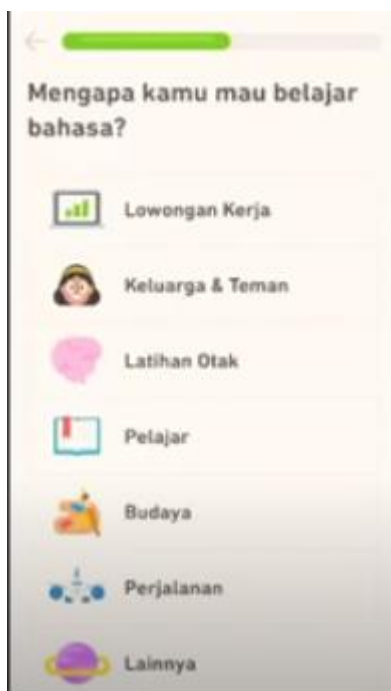 Mengapa kamu mau belajar
bahasa?
Lowongan Kerja
Keluarga & Teman
Latihan Otak
Pelajar
Budaya
Perjalanan
Lainnya